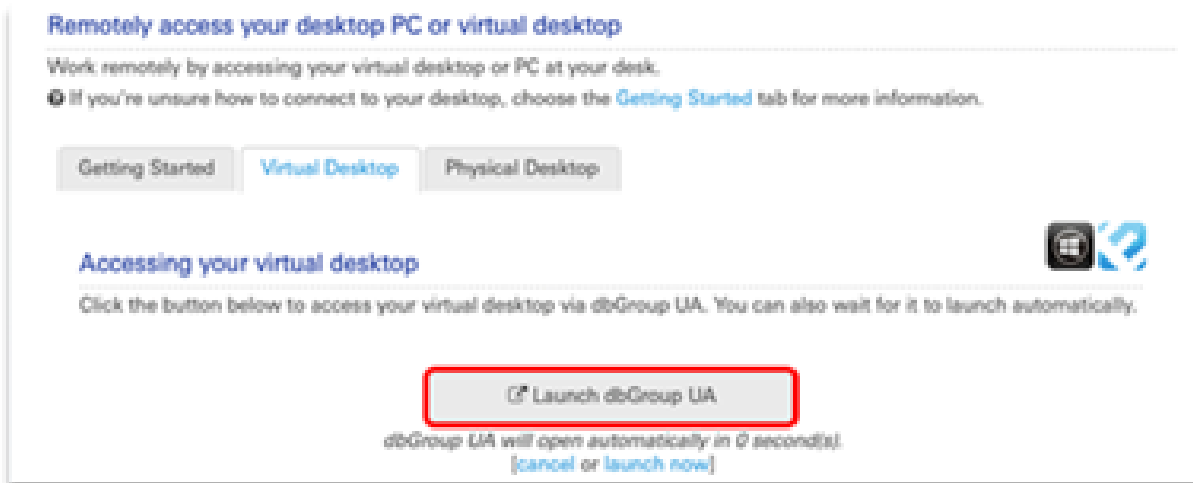 Remotely access your desktop PC or virtual desktop
Work remotely by accessing your virtual desktop or PC at your desk.
If you're unsure how to connect to your desktop, choose the Getting Started tab for more information.
Getting Started Virtual Desktop Physical Desktop
Accessing your virtual desktop
Click the button below to access your virtual desktop via dbGroup UA. You can also wait for it to launch automatically.
Launch dbGroup UA
dbGroup UA will open automatically in 0 second(s).
[cancel or launch now]